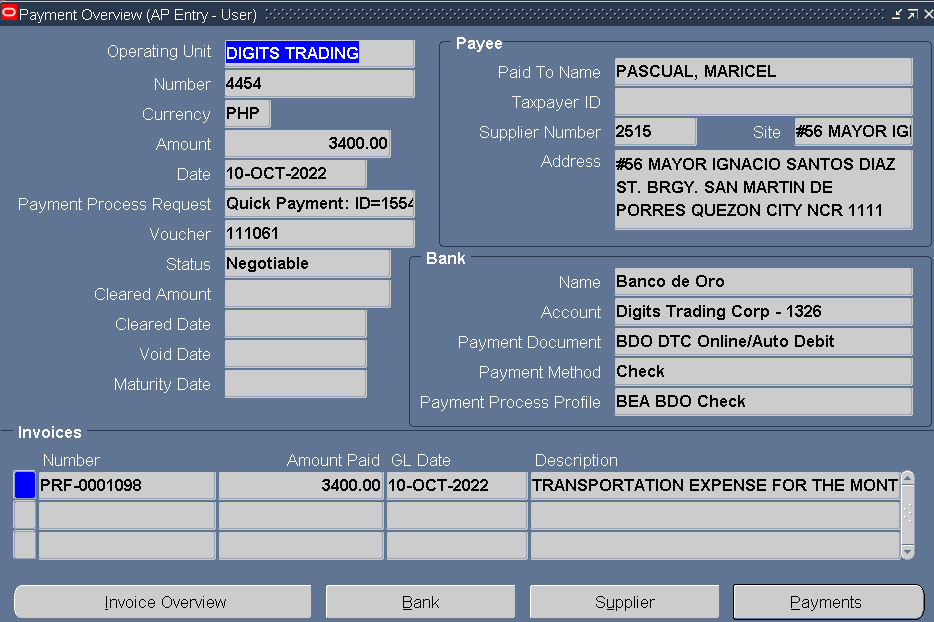 Payment Overview (AP Entry - User)
Operating Unit DIGITS TRADING
Number 4454
Currency PHP
Amount 3400.00
Date 10-OCT-2022
Payment Process Request Quick Payment: ID=1554
Voucher 111061
Status Negotiable
Cleared Amount
Cleared Date
Void Date
Maturity Date
Payee
Paid To Name PASCUAL, MARICEL
Taxpayer ID
Supplier Number 2515 Site #56 MAYOR IGI
Address #56 MAYOR IGNACIO SANTOS DIAZ
ST. BRGY. SAN MARTIN DE
PORRES QUEZON CITY NCR 1111
Bank
Name Banco de Oro
Account Digits Trading Corp - 1326
Payment Document BDO DTC Online/Auto Debit
Payment Method Check
Payment Process Profile BEA BDO Check
Invoices
Number Amount Paid GL Date Description
PRF-0001098 3400.00 10-OCT-2022 TRANSPORTATION EXPENSE FOR THE MONT
Invoice Overview Bank Supplier Payments